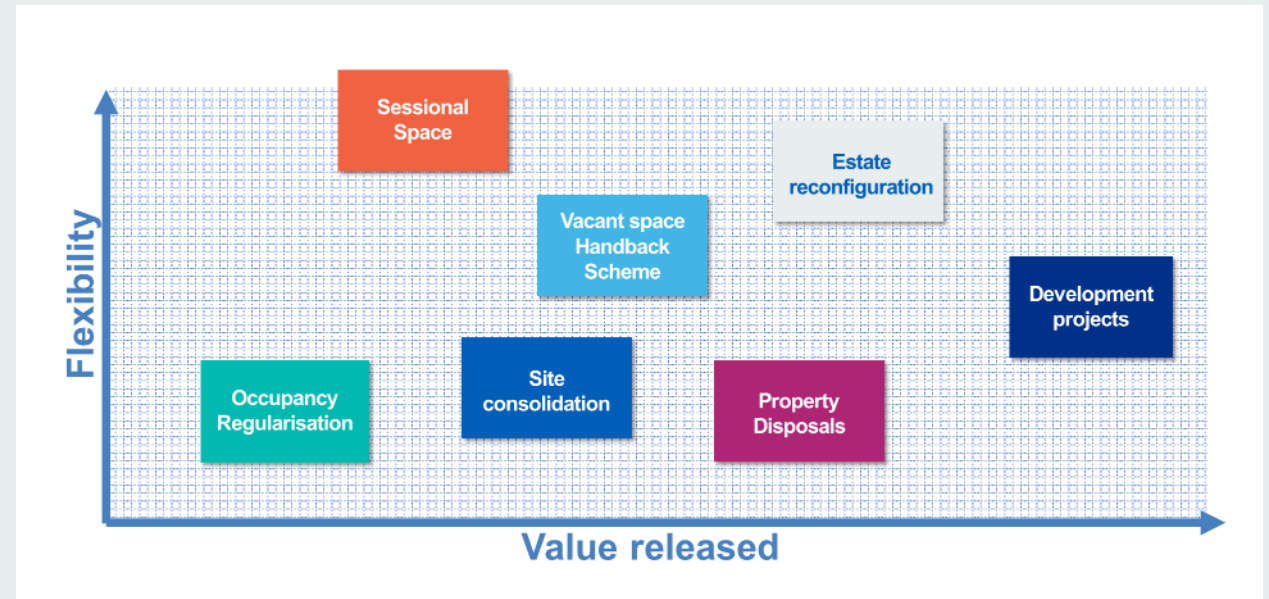 Sessional
Space
Estate
reconfiguration
Vacant space
Handback
Scheme
Development
projects
Flexibility
Occupancy
Regularisation
Site
consolidation
Property
Disposals
Value released